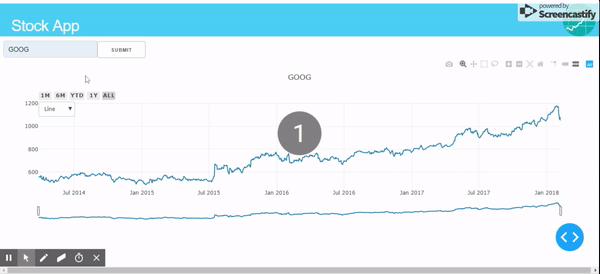 powered by
Screencastify
Stock App
GOOG
SUBMIT
GOOG
1M 6M YTD 1Y ALL
Line
1
1200
1000
800
600
Jul 2014 Jan 2015 Jul 2015 Jan 2016 Jul 2016 Jan 2017 Jul 2017 Jan 2018